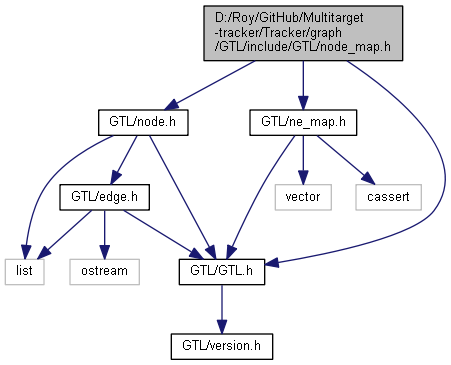 D:/Roy/GitHub/Multitarget
-tracker/Tracker/graph
/GTL/include/GTL/node_map.h
GTL/node.h
GTL/ne_map.h
GTL/edge.h
vector
cassert
list
ostream
GTL/GTL.h
GTL/version.h